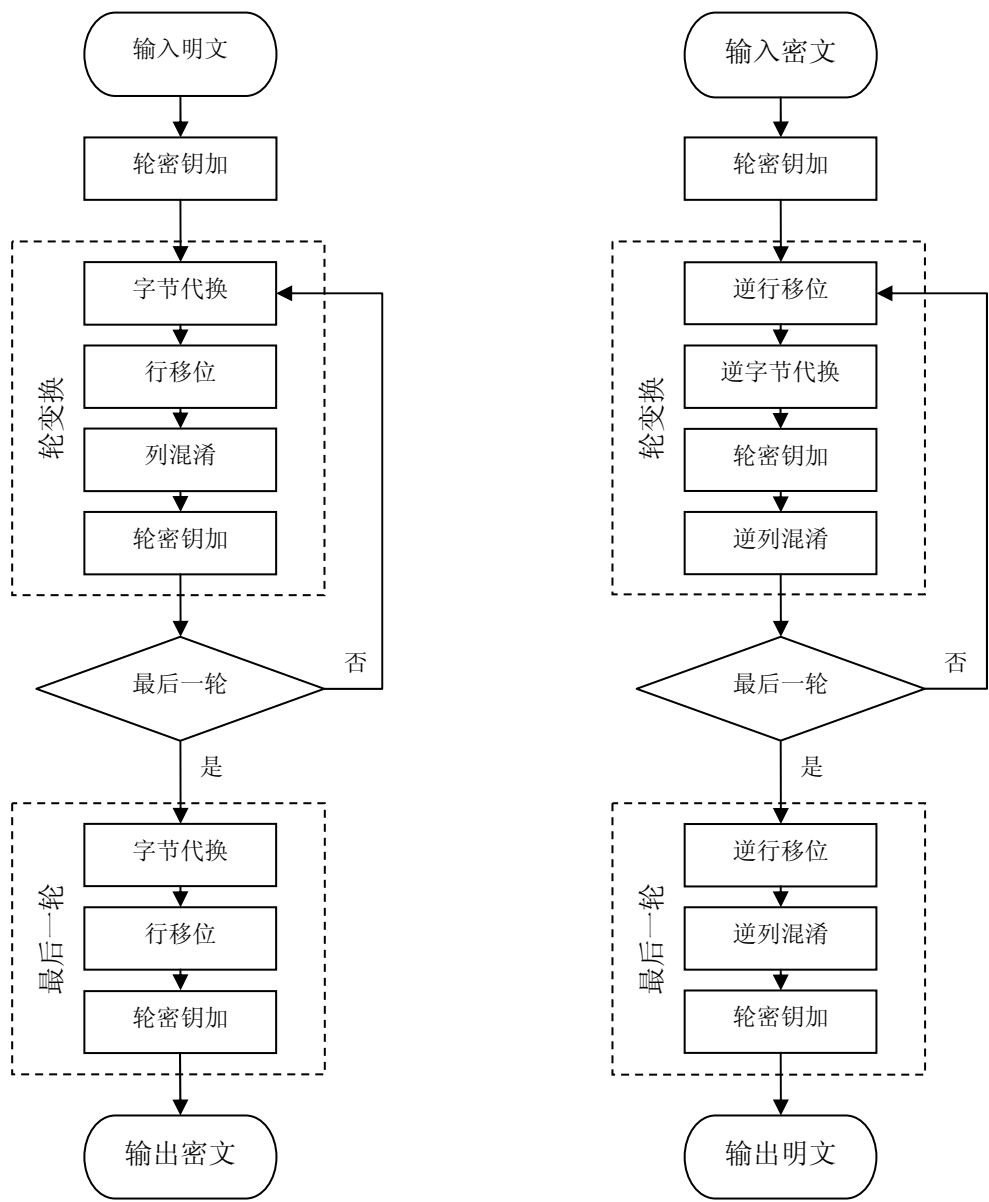 输入明文
轮密钥加
轮变换
字节代换
行移位
列混淆
轮密钥加
最后一轮
否
是
最后一轮
字节代换
行移位
轮密钥加
输出密文
输入密文
轮密钥加
轮变换
逆行移位
逆字节代换
轮密钥加
逆列混淆
最后一轮
否
是
最后一轮
逆行移位
逆列混淆
轮密钥加
输出明文